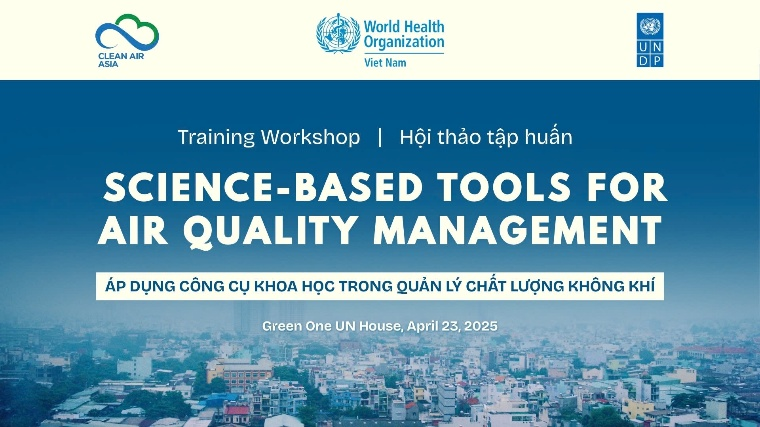 CLEAN AIR
ASIA
World Health
Organization
Viet Nam
U N
D P
Training Workshop | Hội thảo tập huấn
SCIENCE-BASED TOOLS FOR
AIR QUALITY MANAGEMENT
ÁP DỤNG CÔNG CỤ KHOA HỌC TRONG QUẢN LÝ CHẤT LƯỢNG KHÔNG KHÍ
Green One UN House, April 23, 2025